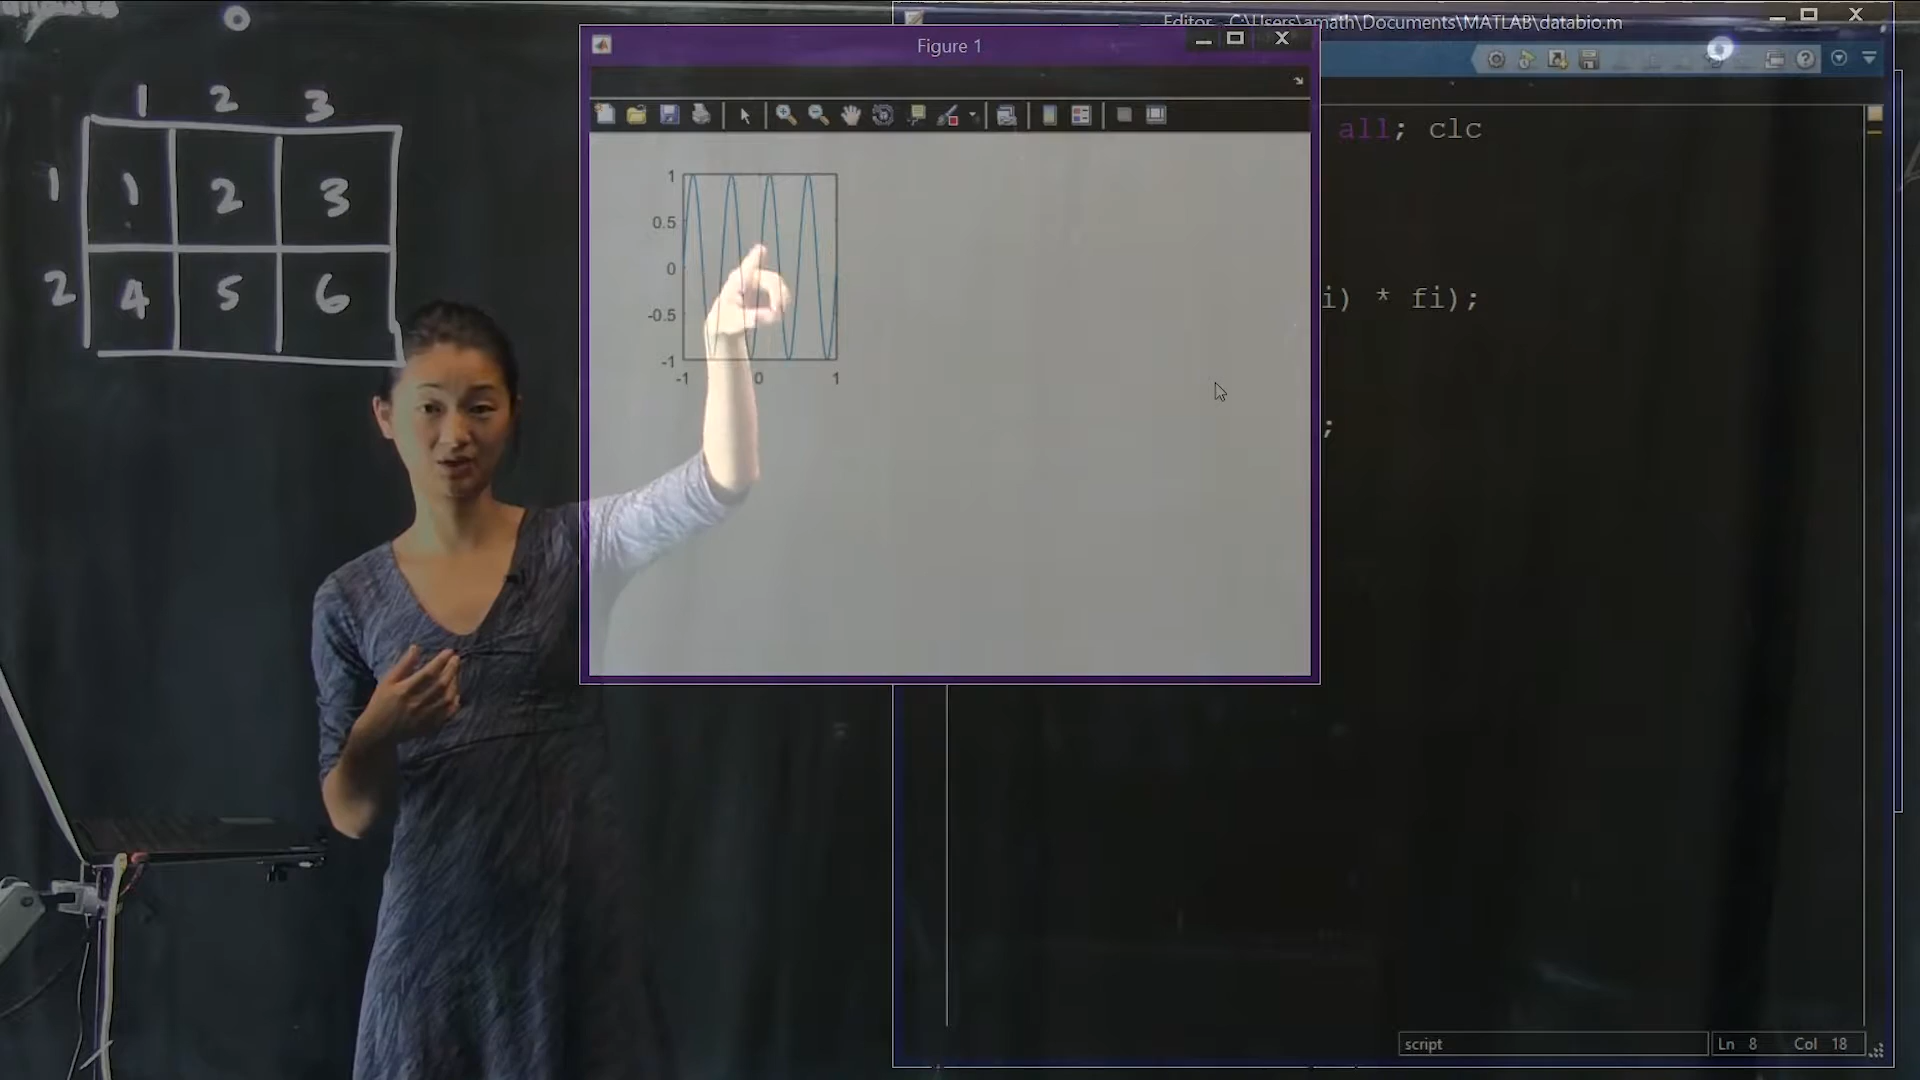 1 2 3
1 1 2 3
2 4 5 6
Editor - C:\Users\amath\Documents\MATLAB\databio.m
Figure 1
all; clc
i) * fi);
;
1
0.5
0
-0.5
-1
-1 0 1
script Ln 8 Col 18